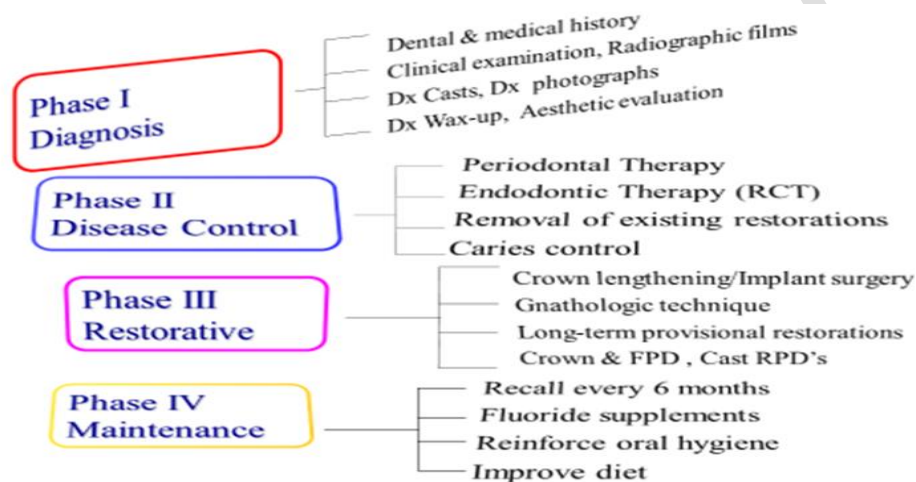 Phase I
Diagnosis
Dental & medical history
Clinical examination, Radiographic films
Dx Casts, Dx photographs
Dx Wax-up, Aesthetic evaluation
Phase II
Disease Control
Periodontal Therapy
Endodontic Therapy (RCT)
Removal of existing restorations
Caries control
Phase III
Restorative
Crown lengthening/Implant surgery
Gnathologic technique
Long-term provisional restorations
Crown & FPD , Cast RPD's
Phase IV
Maintenance
Recall every 6 months
Fluoride supplements
Reinforce oral hygiene
Improve diet